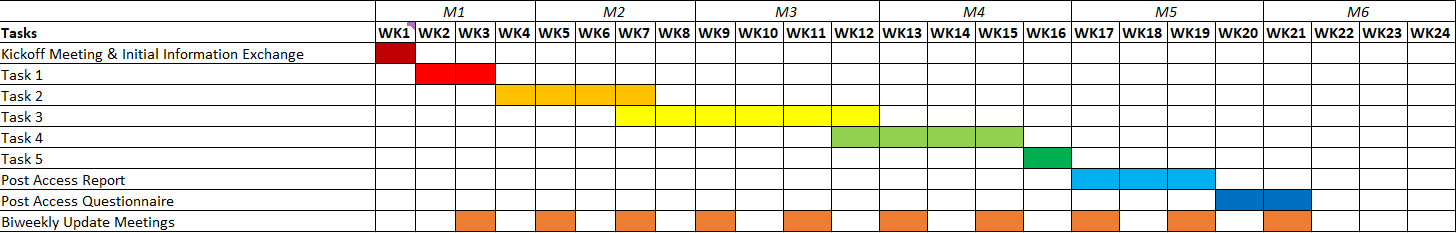 M1 M2 M3 M4 M5 M6
Tasks WK1 WK2 WK3 WK4 WK5 WK6 WK7 WK8 WK9 WK10 WK11 WK12 WK13 WK14 WK15 WK16 WK17 WK18 WK19 WK20 WK21 WK22 WK23 WK24
Kickoff Meeting & Initial Information Exchange
Task 1
Task 2
Task 3
Task 4
Task 5
Post Access Report
Post Access Questionnaire
Biweekly Update Meetings